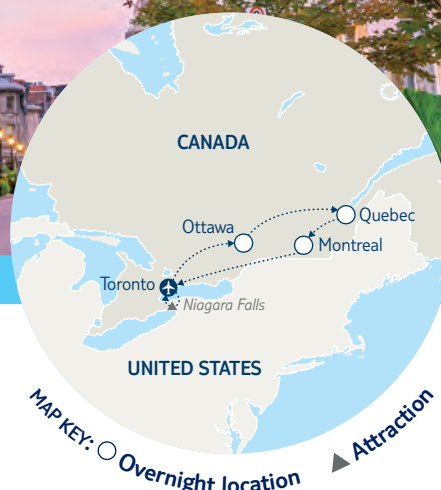 CANADA
Quebec
Ottawa
Montreal
Toronto
Niagara Falls
UNITED STATES
MAP KEY: Overnight location Attraction